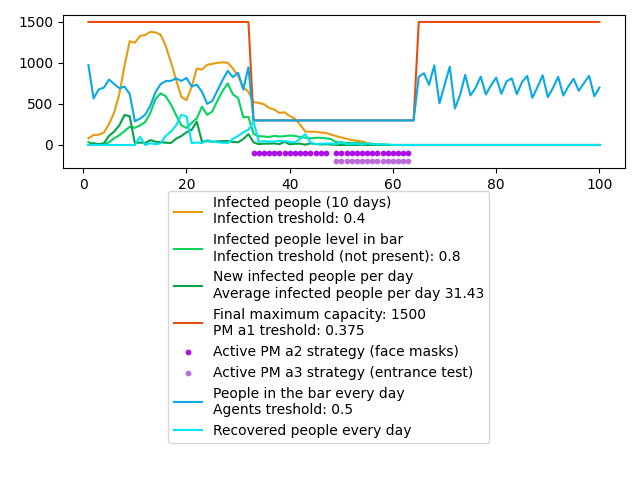 1500
1000
500
0
0
20
40
60
80
100
Infected people (10 days)
Infection treshold: 0.4
Infected people level in bar
Infection treshold (not present): 0.8
New infected people per day
Average infected people per day 31.43
Final maximum capacity: 1500
PM a1 treshold: 0.375
Active PM a2 strategy (face masks)
Active PM a3 strategy (entrance test)
People in the bar every day
Agents treshold: 0.5
Recovered people every day